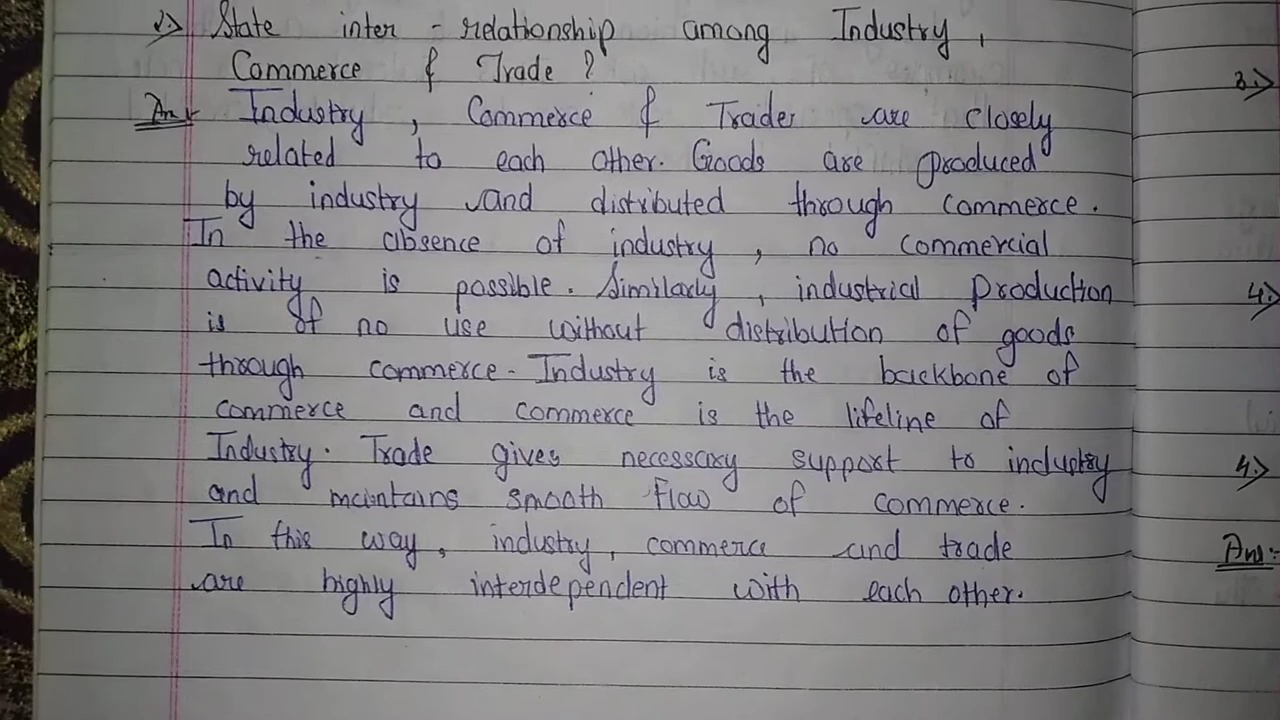 2.> State inter - relationship among Industry,
Commerce & Trade ?
Ans Industry, Commerce & Trades are closely
related to each other. Goods are produced
by industry and distributed through commerce.
In the absence of industry, no commercial
activity is possible. Similarly, industrial production
is of no use without distribution of goods
through commerce. Industry is the backbone of
commerce and commerce is the lifeline of
Industry. Trade gives necessary support to industry
and maintains smooth flow of commerce.
In this way, industry, commerce and trade
are highly interdependent with each other.
3.>
4.>
4.>
Ans:-